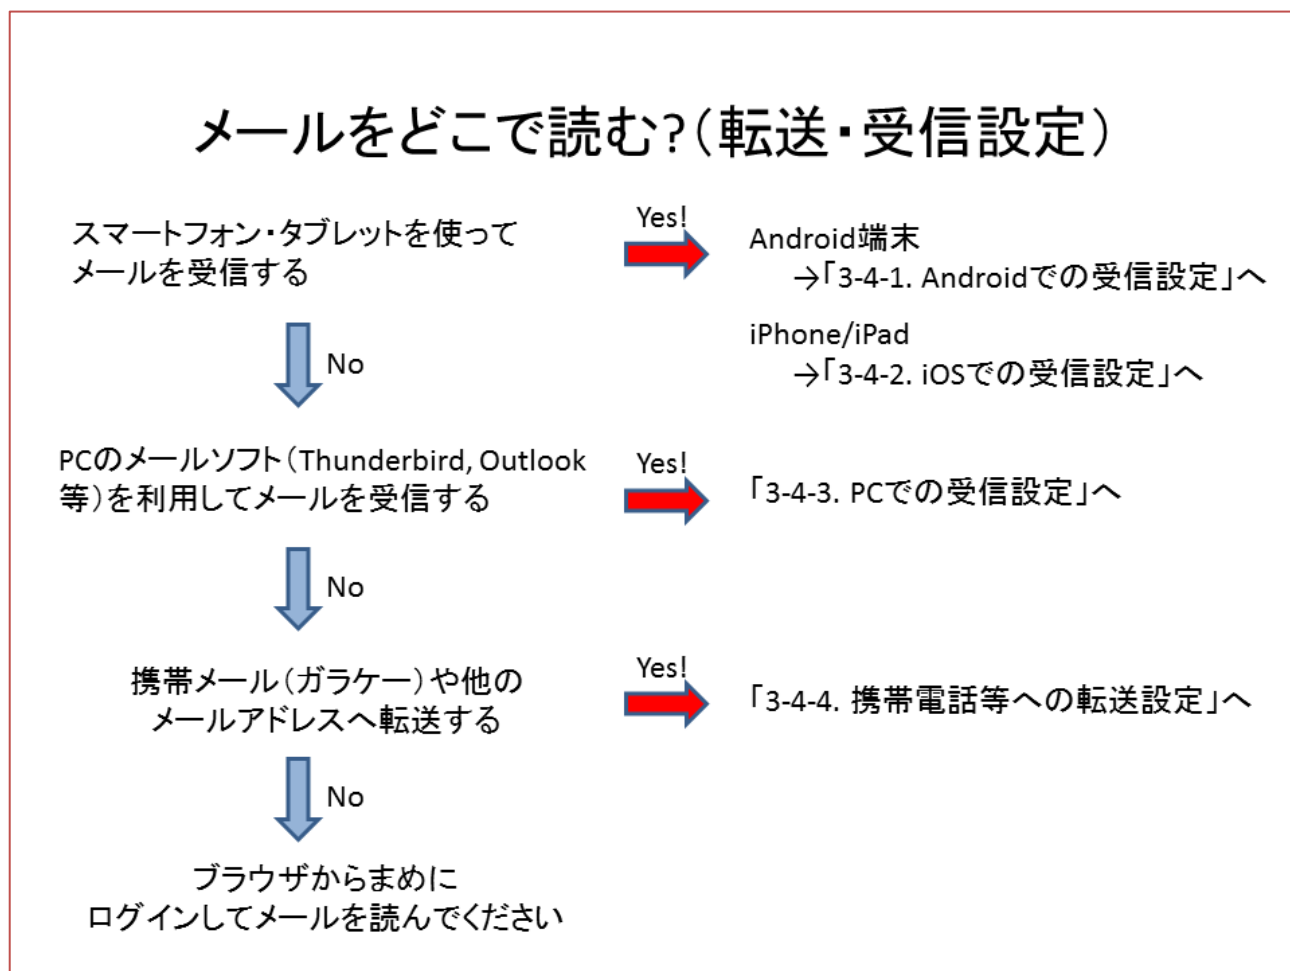 メールをどこで読む?(転送・受信設定)
スマートフォン・タブレットを使って
メールを受信する
Yes!
Android端末
→「3-4-1. Androidでの受信設定」へ
iPhone/iPad
→「3-4-2. iOSでの受信設定」へ
No
PCのメールソフト(Thunderbird, Outlook
等)を利用してメールを受信する
Yes!
「3-4-3. PCでの受信設定」へ
No
携帯メール(ガラケー)や他の
メールアドレスへ転送する
Yes!
「3-4-4. 携帯電話等への転送設定」へ
No
ブラウザからまめに
ログインしてメールを読んでください